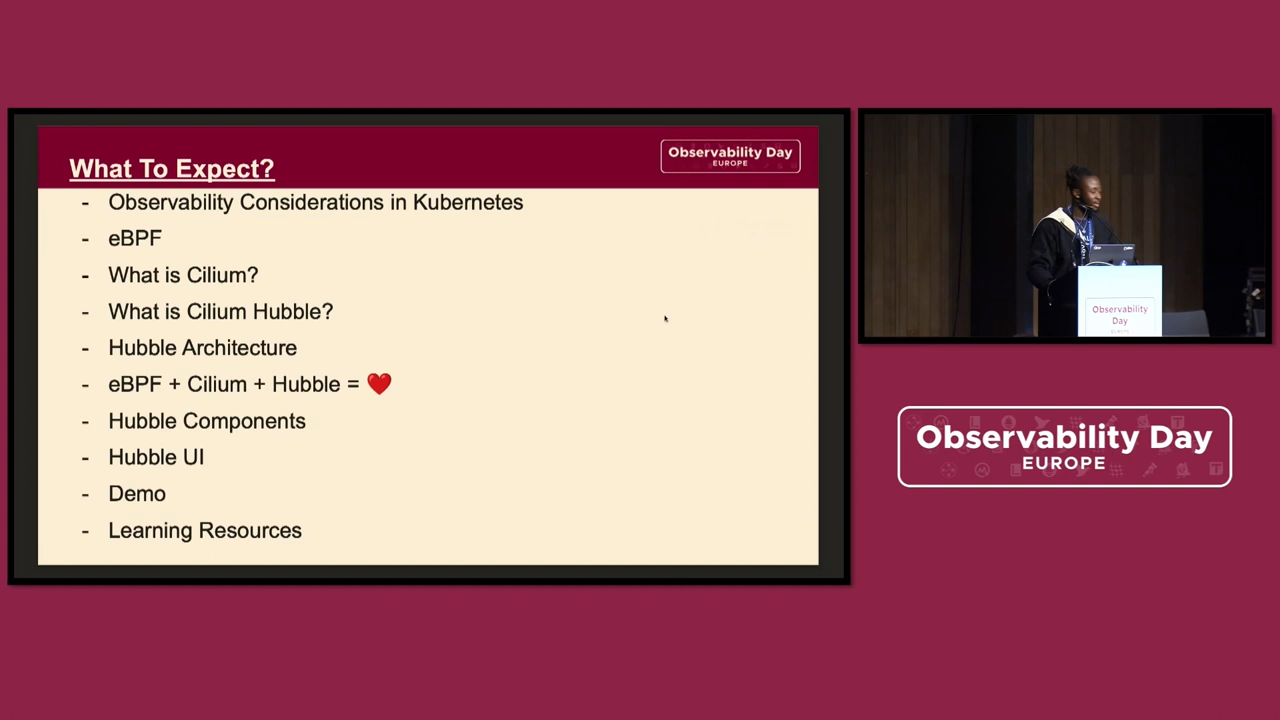 What To Expect?
Observability Day
EUROPE
- Observability Considerations in Kubernetes
- eBPF
- What is Cilium?
- What is Cilium Hubble?
- Hubble Architecture
- eBPF + Cilium + Hubble = ❤️
- Hubble Components
- Hubble UI
- Demo
- Learning Resources
Observability
Day
Observability Day
EUROPE